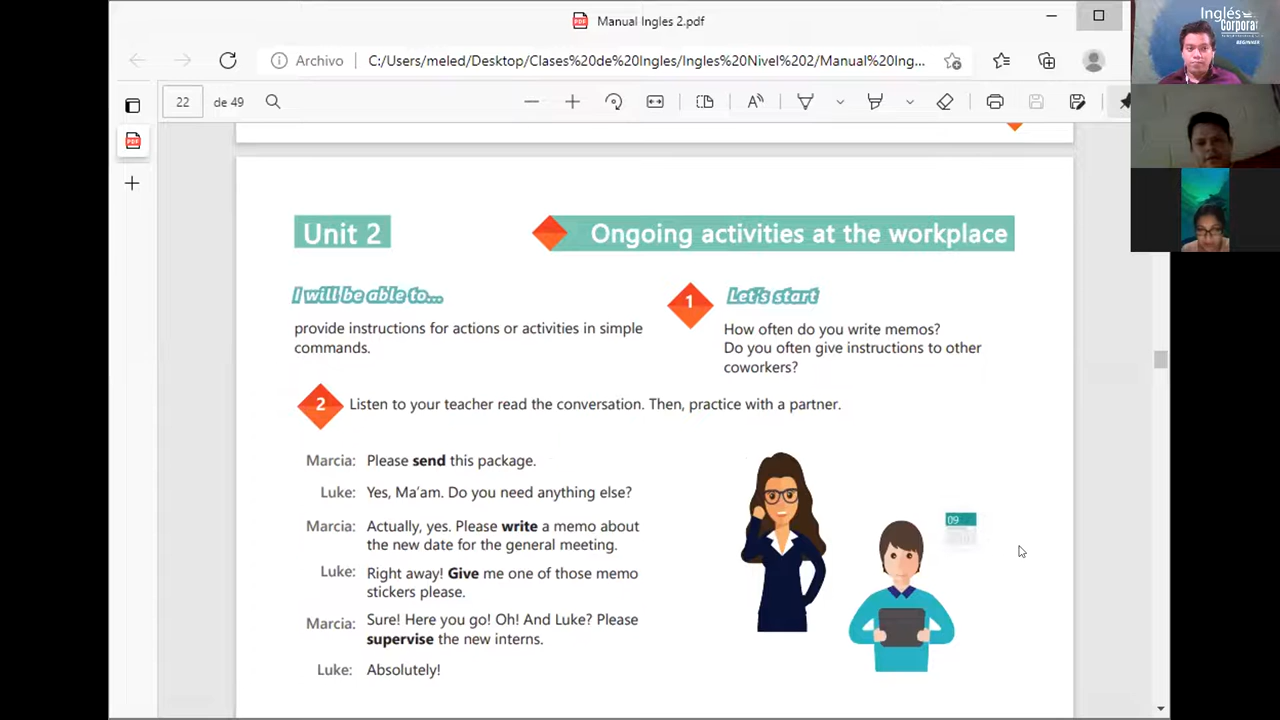 Manual Ingles 2.pdf
Archivo
C:/Users/meled/Desktop/Clases%20de%20Ingles/Ingles%20Nivel%202/Manual%20Ing...
22
de 49
Inglés
Corporat
BEGINNER
Unit 2
Ongoing activities at the workplace
I will be able to...
provide instructions for actions or activities in simple
commands.
1
Let's start
How often do you write memos?
Do you often give instructions to other
coworkers?
2
Listen to your teacher read the conversation. Then, practice with a partner.
Marcia: Please send this package.
Luke: Yes, Ma'am. Do you need anything else?
Marcia: Actually, yes. Please write a memo about
the new date for the general meeting.
Luke: Right away! Give me one of those memo
stickers please.
Marcia: Sure! Here you go! Oh! And Luke? Please
supervise the new interns.
Luke: Absolutely!
09